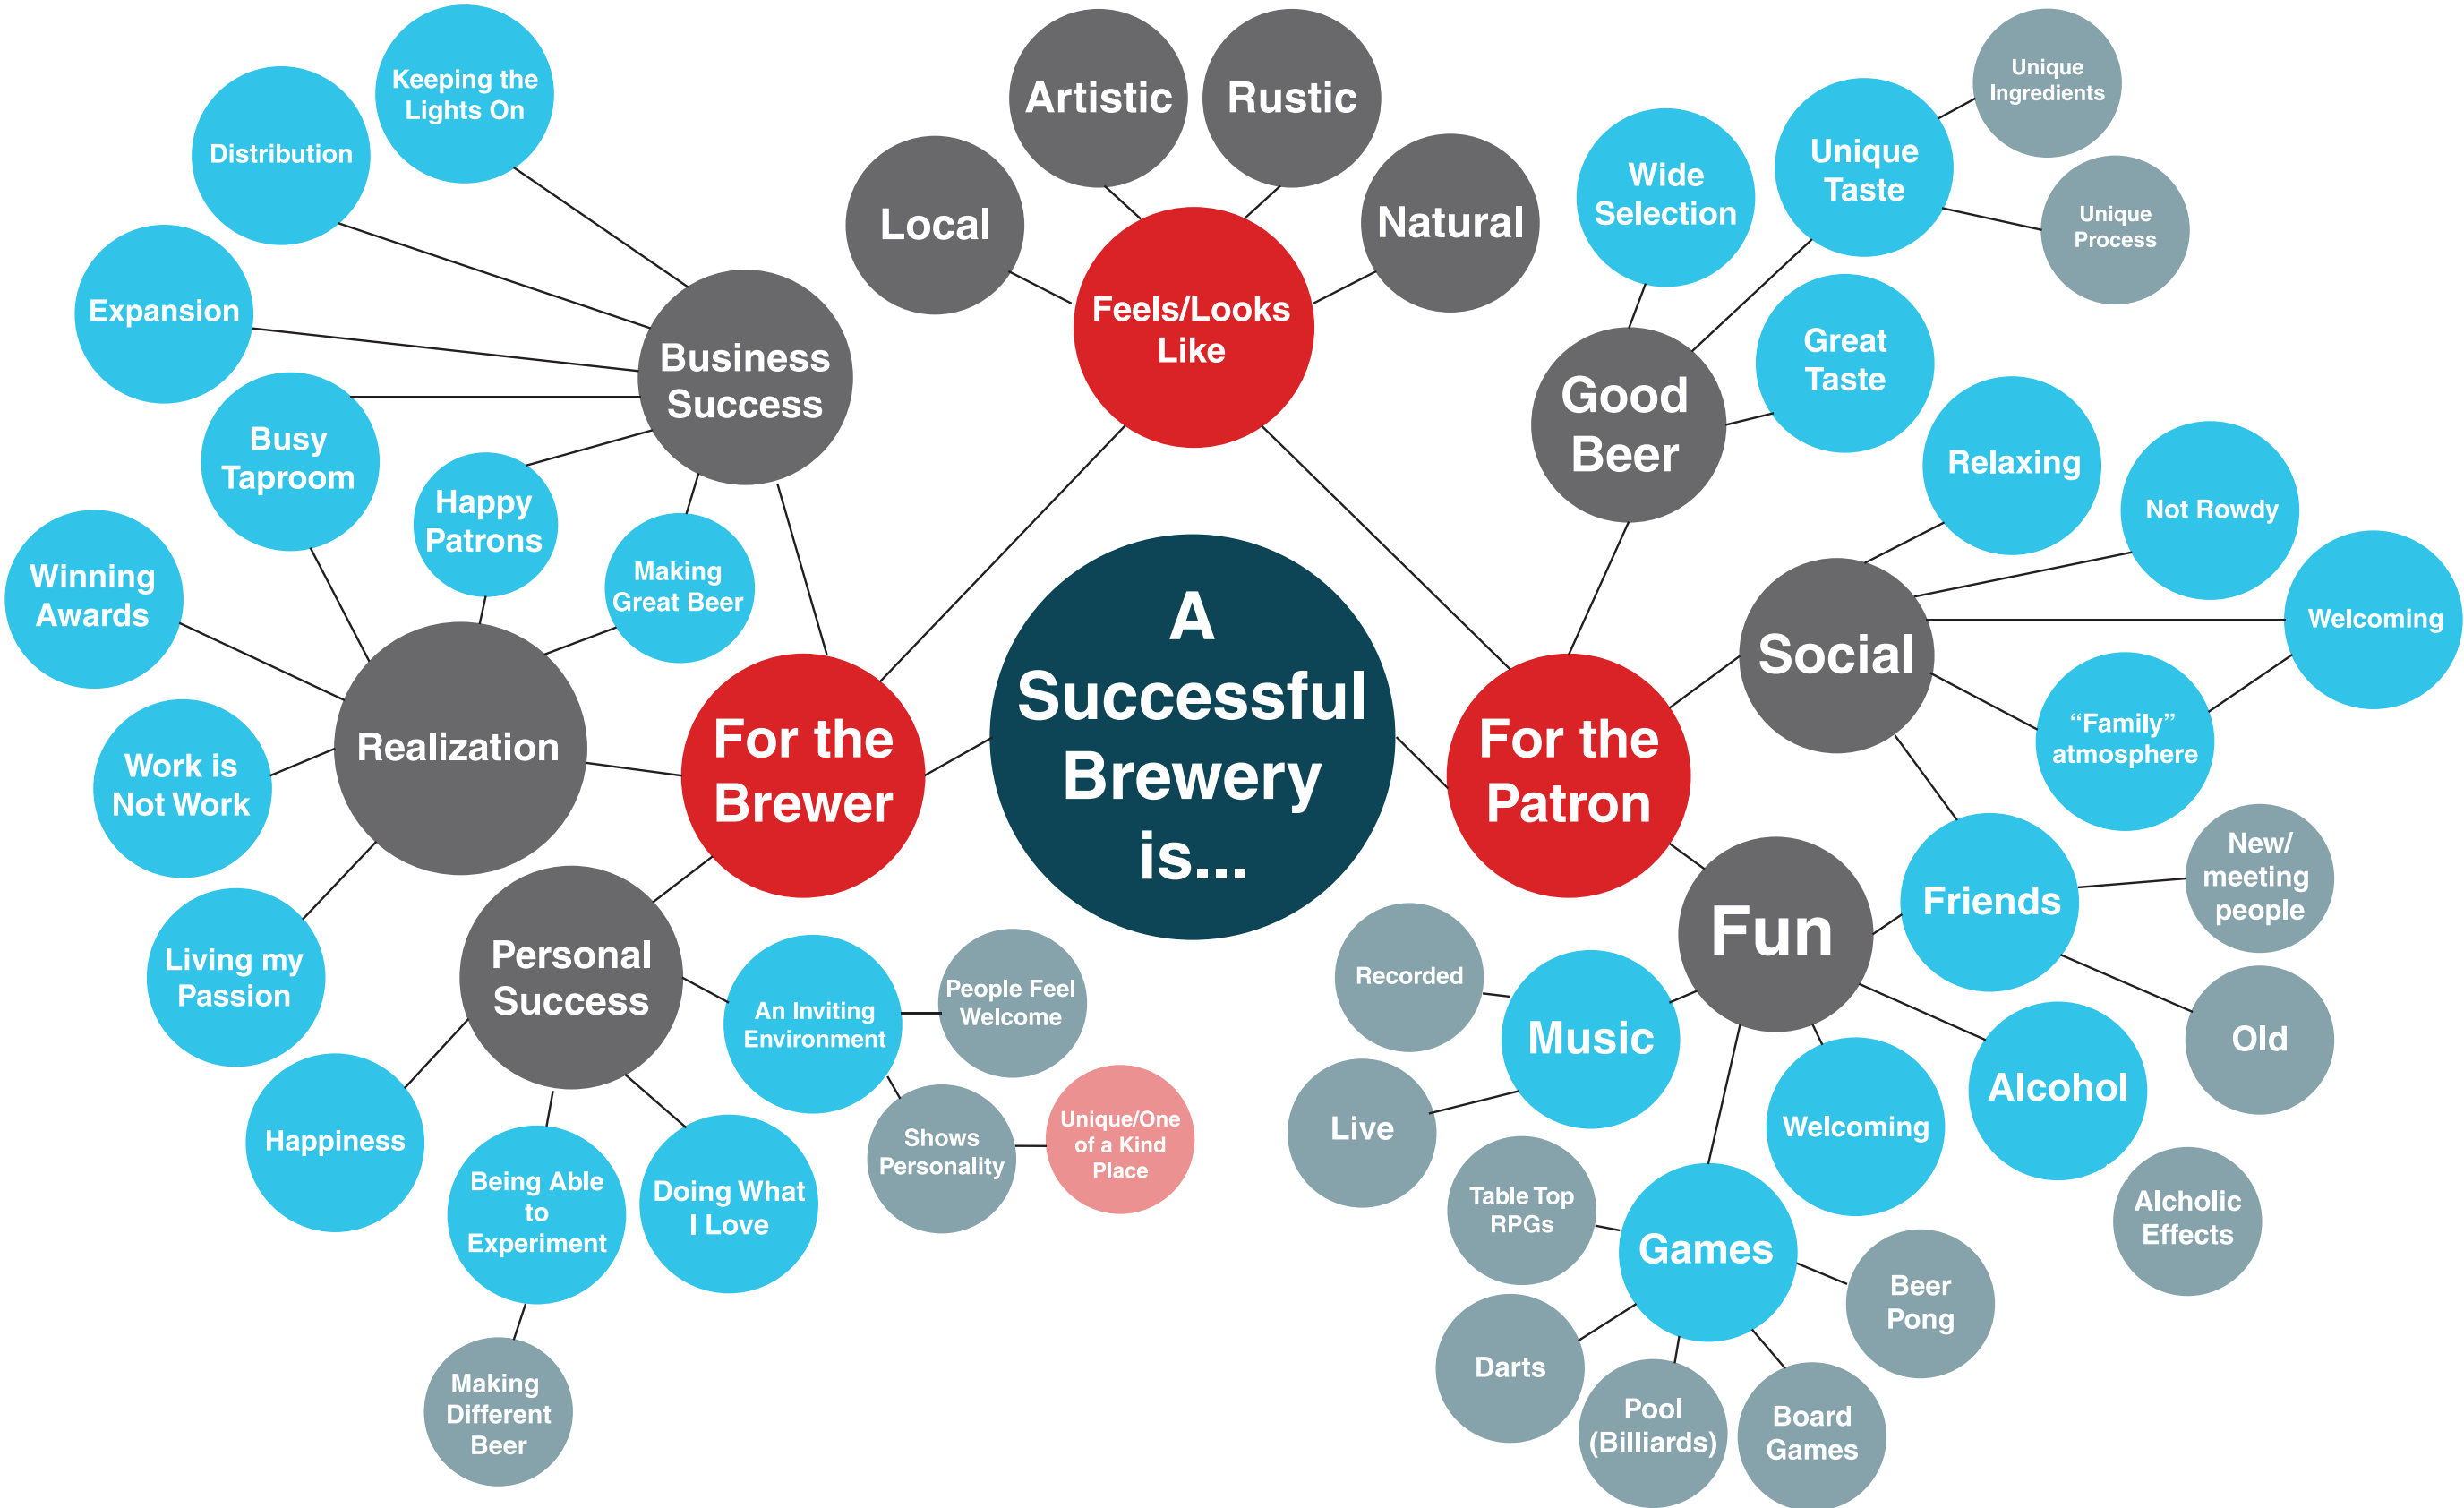 Keeping the
Lights On
Distribution
Expansion
Busy
Taproom
Happy
Patrons
Making
Great Beer
Business
Success
Winning
Awards
Work is
Not Work
Living my
Passion
Realization
For the
Brewer
Personal
Success
Happiness
Being Able
to
Experiment
Making
Different
Beer
Doing What
I Love
An Inviting
Environment
People Feel
Welcome
Shows
Personality
Unique/One
of a Kind
Place
Local
Artistic
Rustic
Natural
Feels/Looks
Like
A
Successful
Brewery
is...
For the
Patron
Good
Beer
Wide
Selection
Unique
Taste
Unique
Ingredients
Unique
Process
Great
Taste
Social
Relaxing
Not Rowdy
Welcoming
“Family”
atmosphere
Friends
New/
meeting
people
Old
Fun
Alcohol
Alcholic
Effects
Welcoming
Music
Recorded
Live
Games
Table Top
RPGs
Darts
Pool
(Billiards)
Board
Games
Beer
Pong